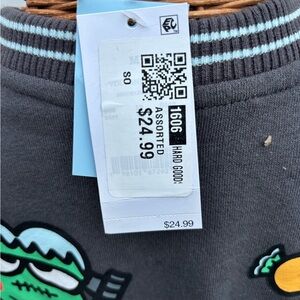 1606
HARD GOOD
ASSORTED
$24.99
SO
$24.99